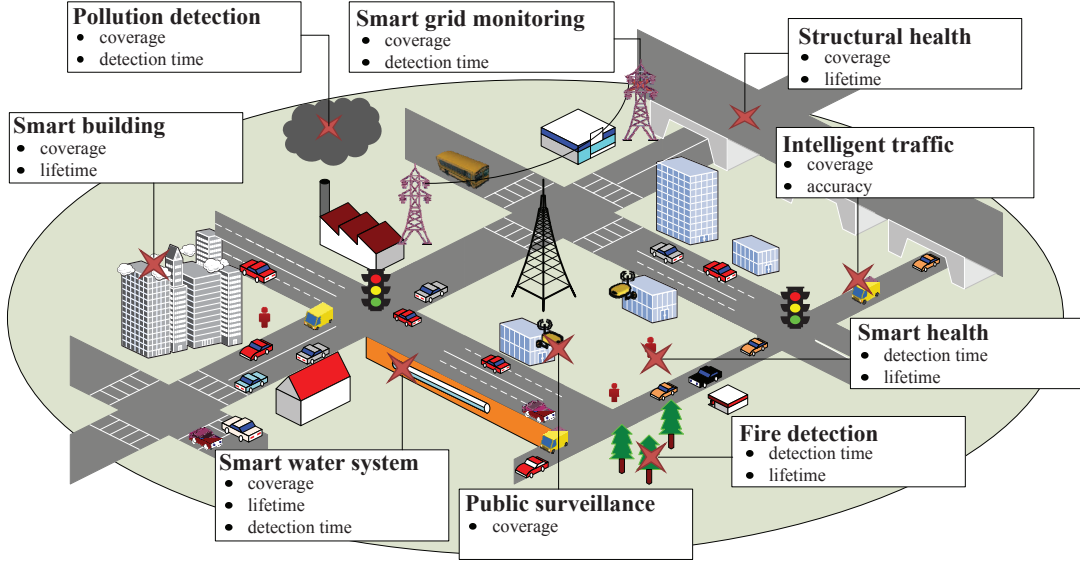 Pollution detection
coverage
detection time
Smart grid monitoring
coverage
detection time
Structural health
coverage
lifetime
Smart building
coverage
lifetime
Intelligent traffic
coverage
accuracy
Smart health
detection time
lifetime
Fire detection
detection time
lifetime
Smart water system
coverage
lifetime
detection time
Public surveillance
coverage